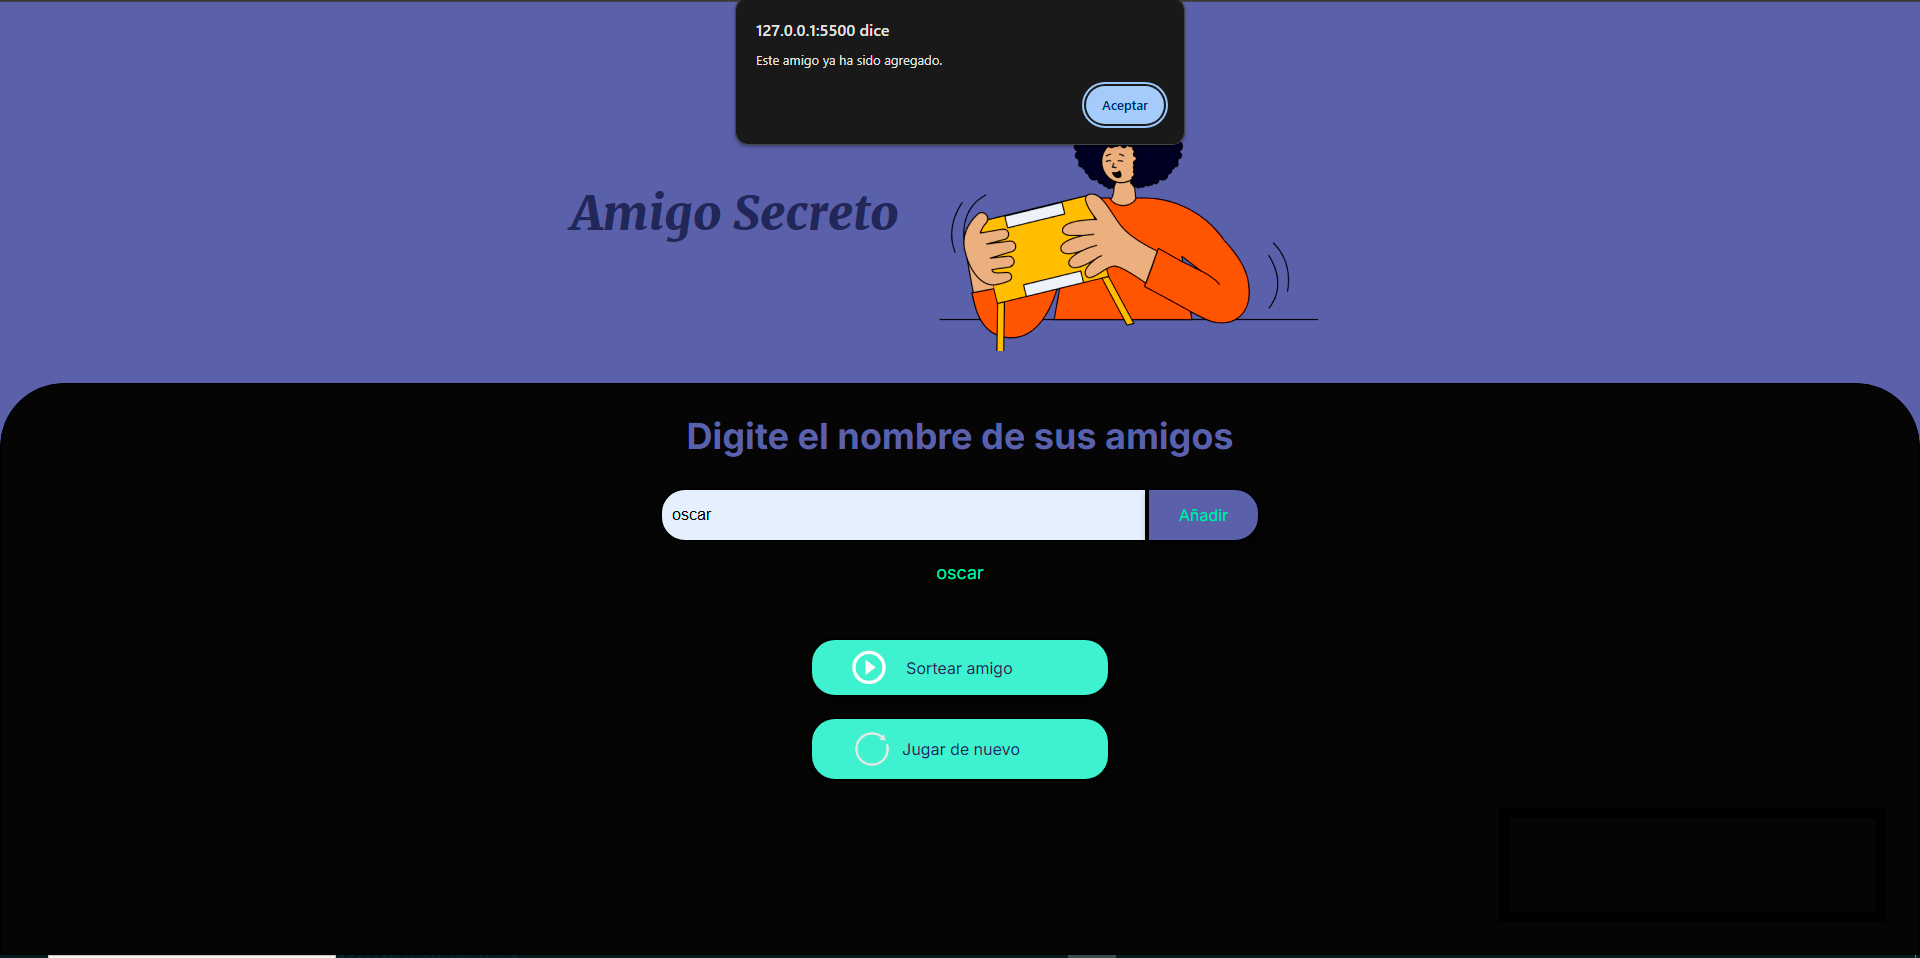 127.0.0.1:5500 dice
Este amigo ya ha sido agregado.
Aceptar
Amigo Secreto
Digite el nombre de sus amigos
oscar
Añadir
oscar
Sortear amigo
Jugar de nuevo